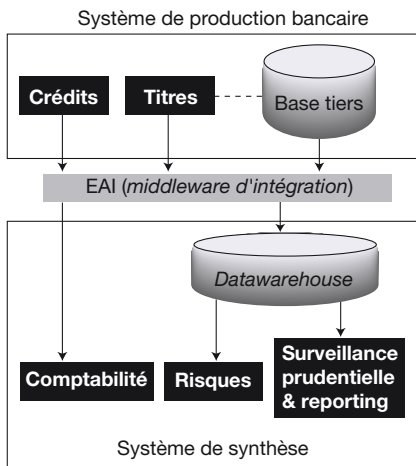 Système de production bancaire
Crédits
Titres
Base tiers
EAI (middleware d'intégration)
Datawarehouse
Comptabilité
Risques
Surveillance
prudentielle
& reporting
Système de synthèse